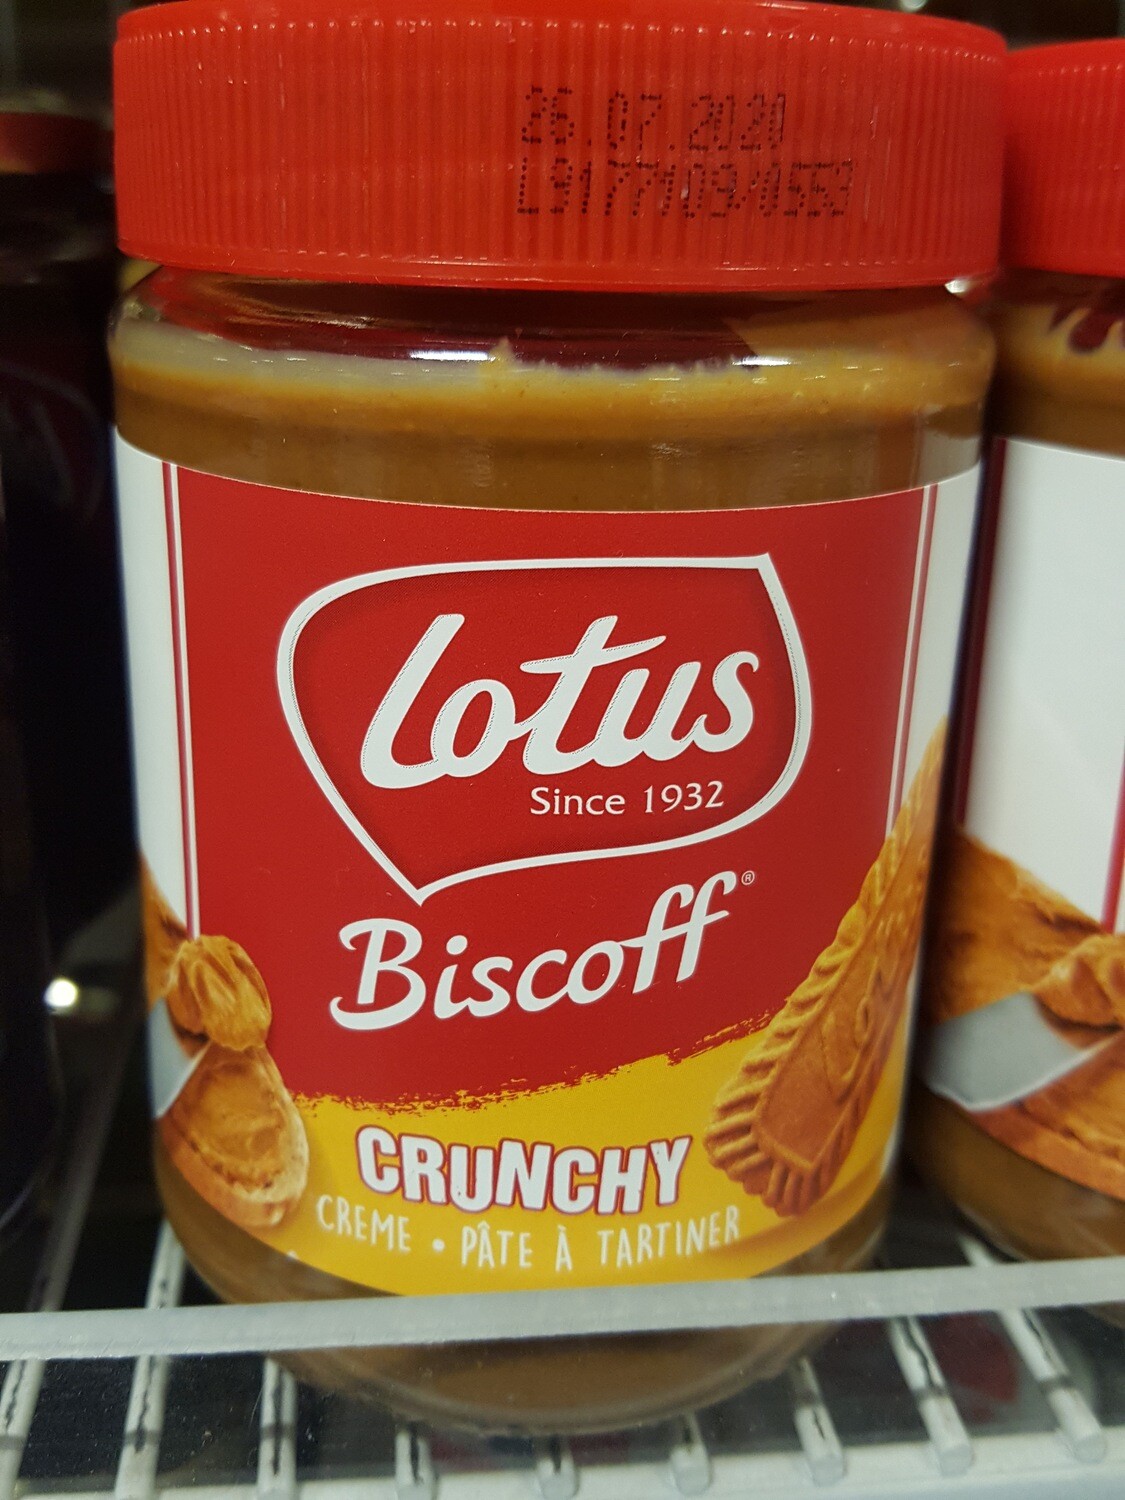 26.07.2020
Lotus
Since 1932
Biscoff®
CRUNCHY
CREME • PÂTE À TARTINER